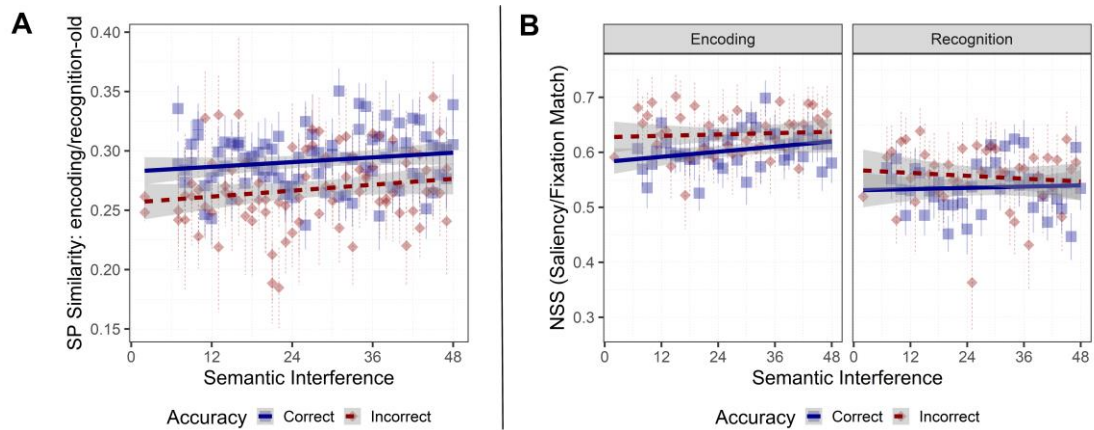 A
SP Similarity: encoding/recognition-old
0.40
0.35
0.30
0.25
0.20
0.15
0 12 24 36 48
Semantic Interference
Accuracy Correct Incorrect
B
Encoding Recognition
NSS (Saliency/Fixation Match)
0.7
0.6
0.5
0.4
0.3
0 12 24 36 48 0 12 24 36 48
Semantic Interference
Accuracy Correct Incorrect